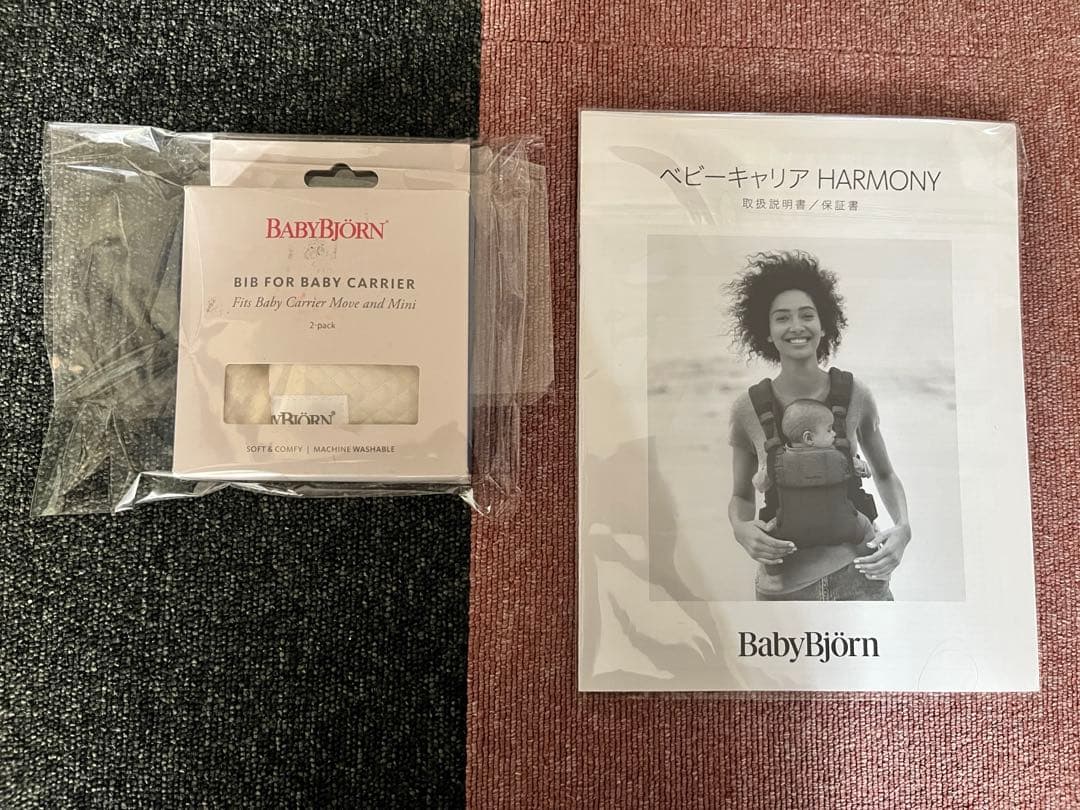 BABYBJÖRN®
BIB FOR BABY CARRIER
Fits Baby Carrier Move and Mini
2-pack
BJÖRN®
SOFT & COMFY | MACHINE WASHABLE
ベビーキャリア HARMONY
取扱説明書／保証書
BabyBjörn